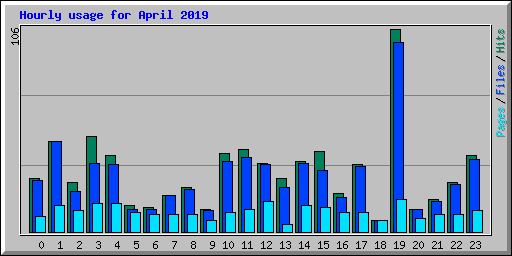 Hourly usage for April 2019
106
Pages/Files/Hits
0 1 2 3 4 5 6 7 8 9 10 11 12 13 14 15 16 17 18 19 20 21 22 23